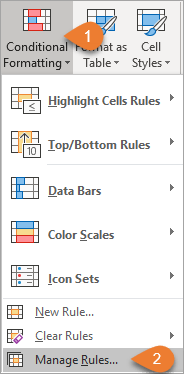 Conditional
Formatting
1
Format as
Table
Cell
Styles
Highlight Cells Rules
Top/Bottom Rules
10
Data Bars
Color Scales
Icon Sets
New Rule...
Clear Rules
Manage Rules...
2